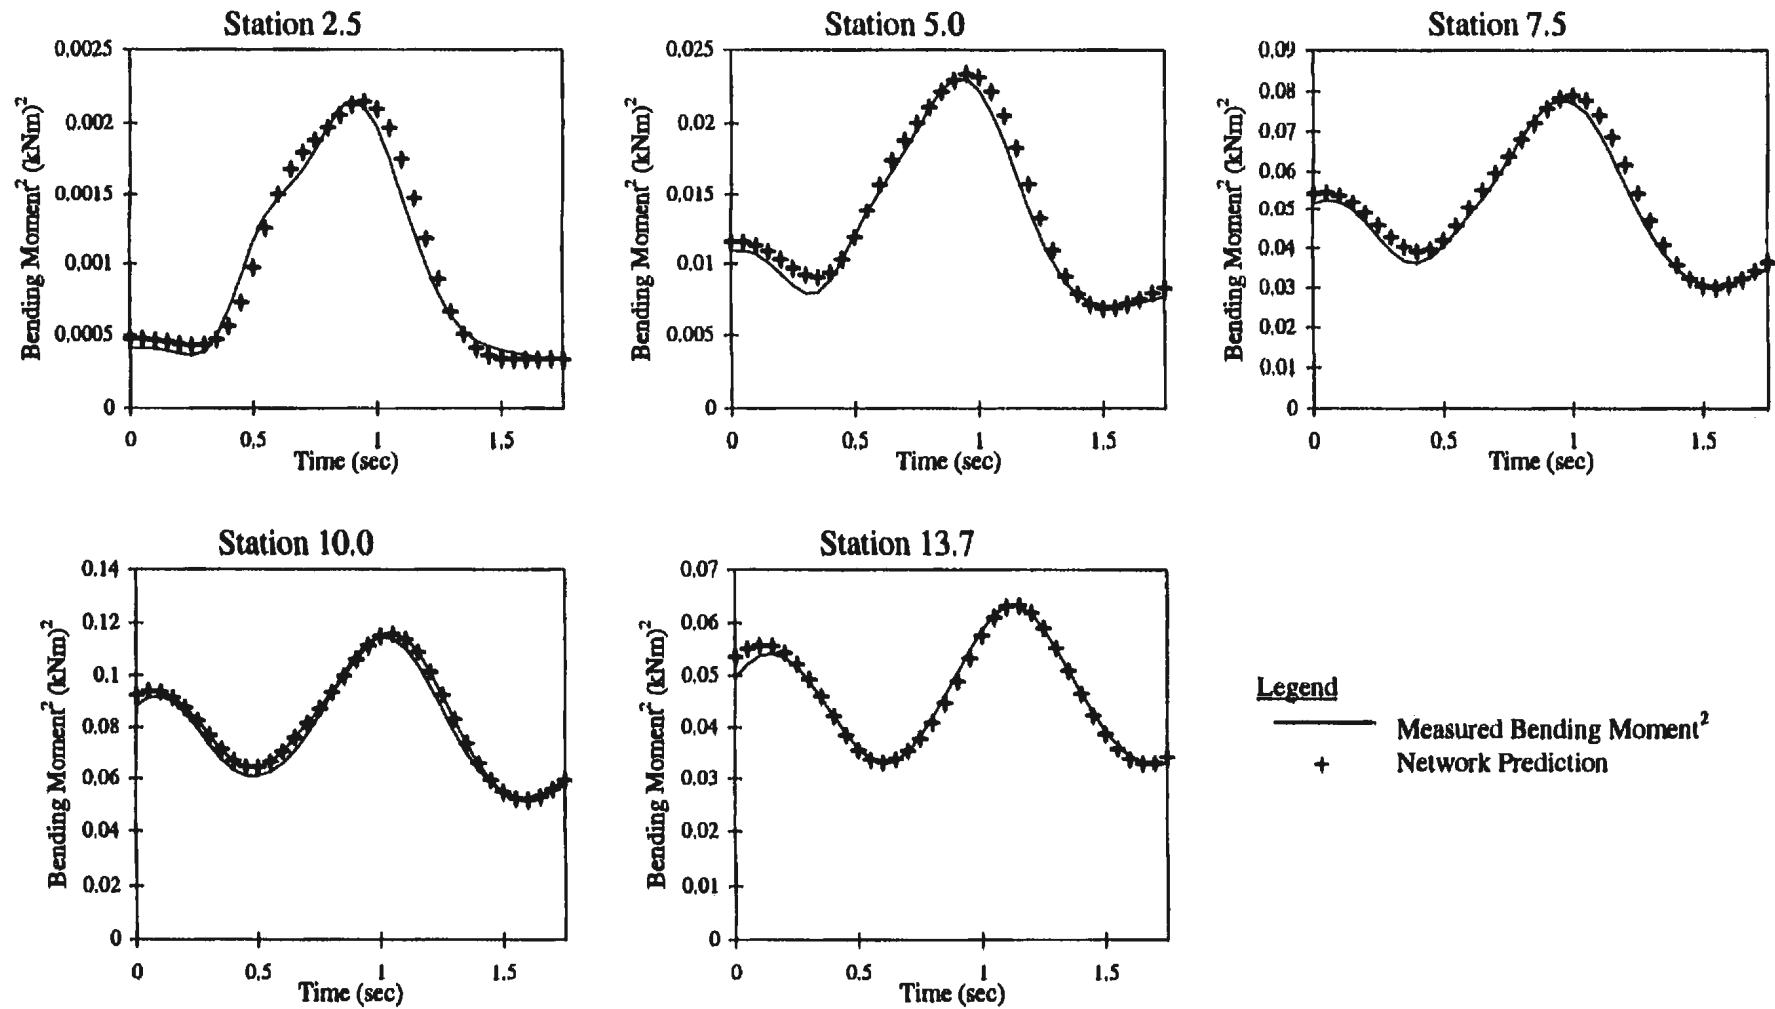 Station 2.5
Bending Moment² (kNm)²
0.0025
0.002
0.0015
0.001
0.0005
0
0 0.5 1 1.5
Time (sec)
Station 5.0
Bending Moment² (kNm)²
0.025
0.02
0.015
0.01
0.005
0
0 0.5 1 1.5
Time (sec)
Station 7.5
Bending Moment² (kNm)²
0.09
0.08
0.07
0.06
0.05
0.04
0.03
0.02
0.01
0
0 0.5 1 1.5
Time (sec)
Station 10.0
Bending Moment² (kNm)²
0.14
0.12
0.1
0.08
0.06
0.04
0.02
0
0 0.5 1 1.5
Time (sec)
Station 13.7
Bending Moment² (kNm)²
0.07
0.06
0.05
0.04
0.03
0.02
0.01
0
0 0.5 1 1.5
Time (sec)
Legend
Measured Bending Moment²
+ Network Prediction